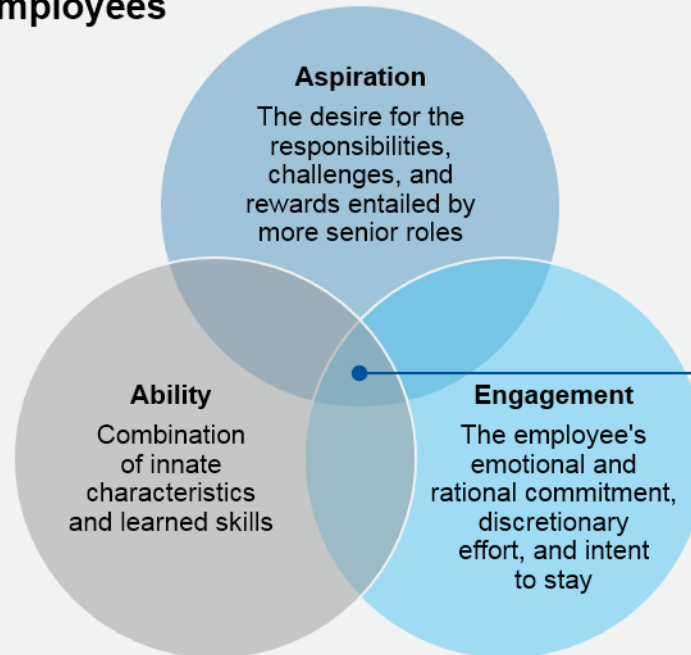 mployees
Aspiration
The desire for the
responsibilities,
challenges, and
rewards entailed by
more senior roles
Ability
Combination
of innate
characteristics
and learned skills
Engagement
The employee's
emotional and
rational commitment,
discretionary
effort, and intent
to stay